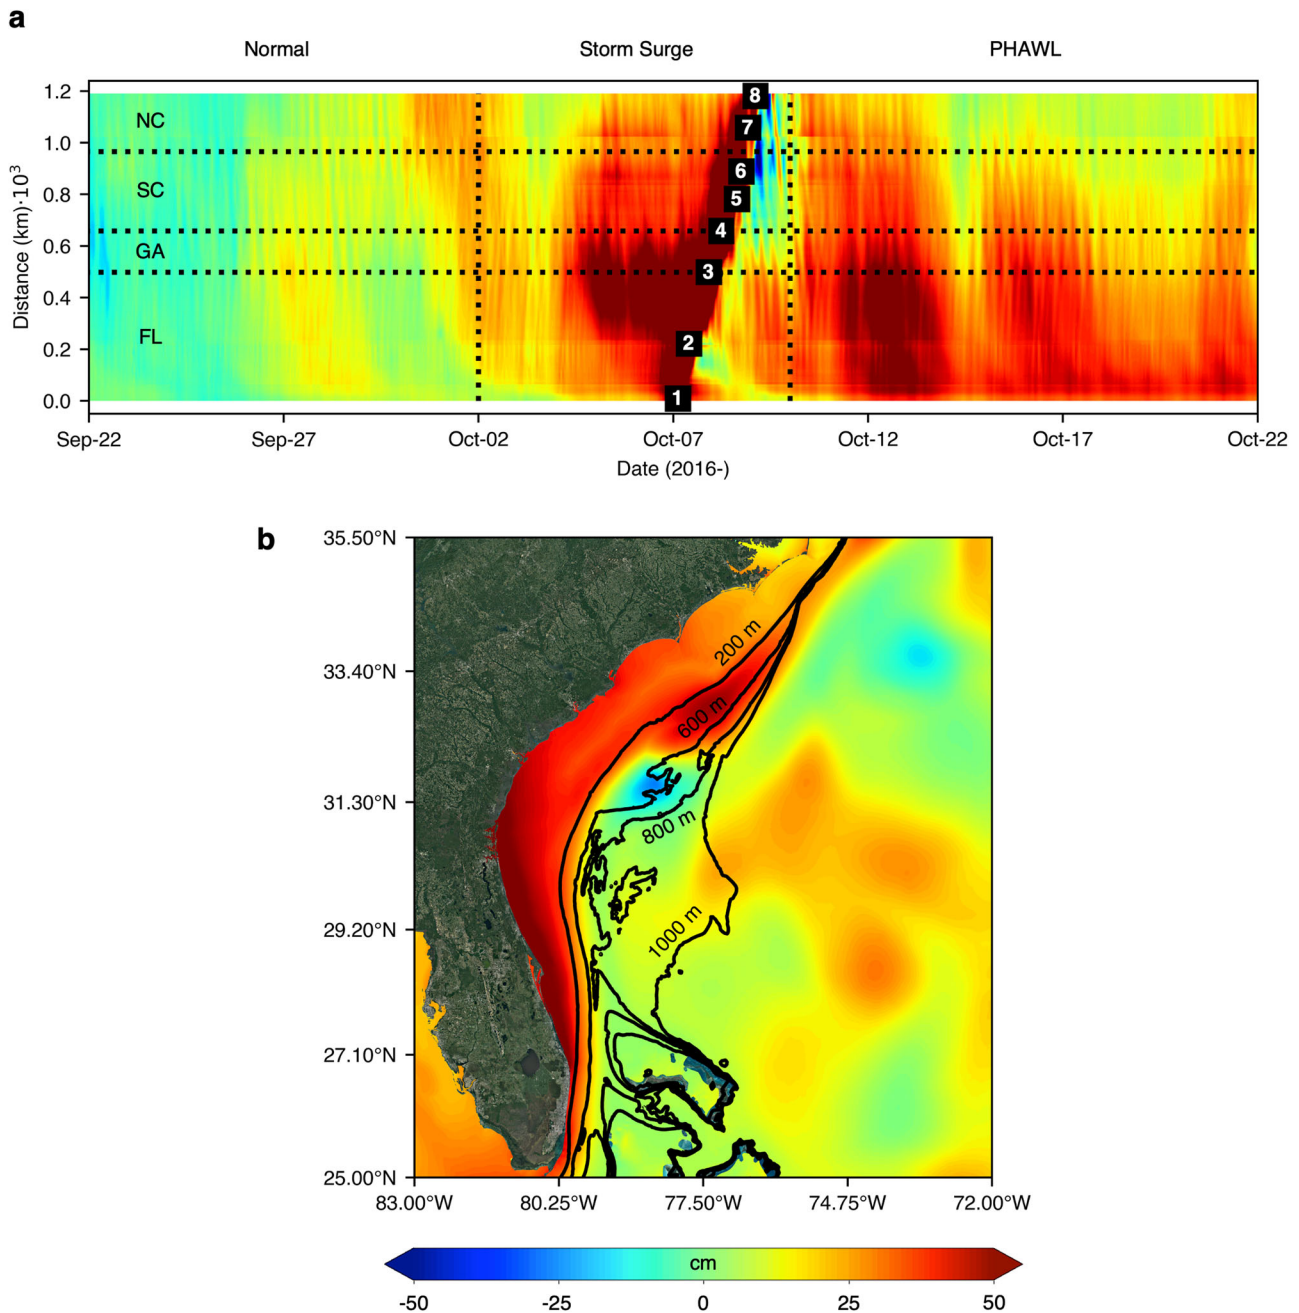 a
Normal Storm Surge PHAWL
1.2
1.0
0.8
0.6
0.4
0.2
0.0
Distance (km)·10³
NC
SC
GA
FL
8
7
6
5
4
3
2
1
Sep-22 Sep-27 Oct-02 Oct-07 Oct-12 Oct-17 Oct-22
Date (2016-)
b
35.50°N
33.40°N
31.30°N
29.20°N
27.10°N
25.00°N
200 m
600 m
800 m
1000 m
83.00°W 80.25°W 77.50°W 74.75°W 72.00°W
cm
-50 -25 0 25 50